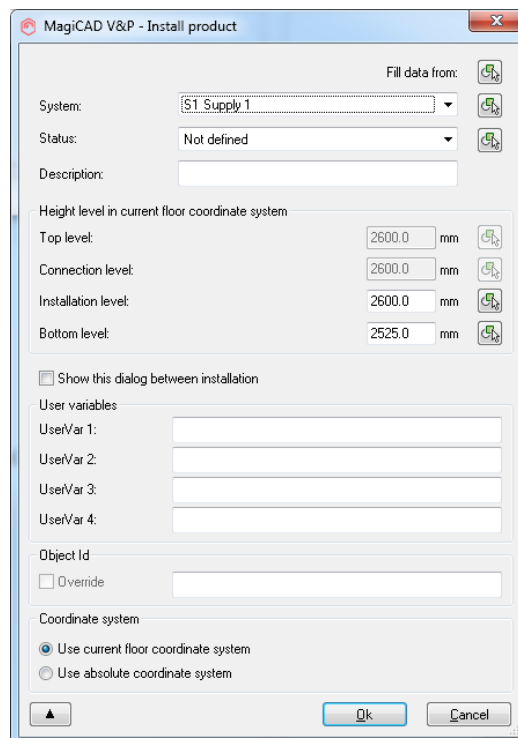 MagiCAD V&P - Install product
Fill data from:
System: S1 Supply 1
Status: Not defined
Description:
Height level in current floor coordinate system
Top level: 2600.0 mm
Connection level: 2600.0 mm
Installation level: 2600.0 mm
Bottom level: 2525.0 mm
Show this dialog between installation
User variables
UserVar 1:
UserVar 2:
UserVar 3:
UserVar 4:
Object Id
Override
Coordinate system
Use current floor coordinate system
Use absolute coordinate system
Ok Cancel